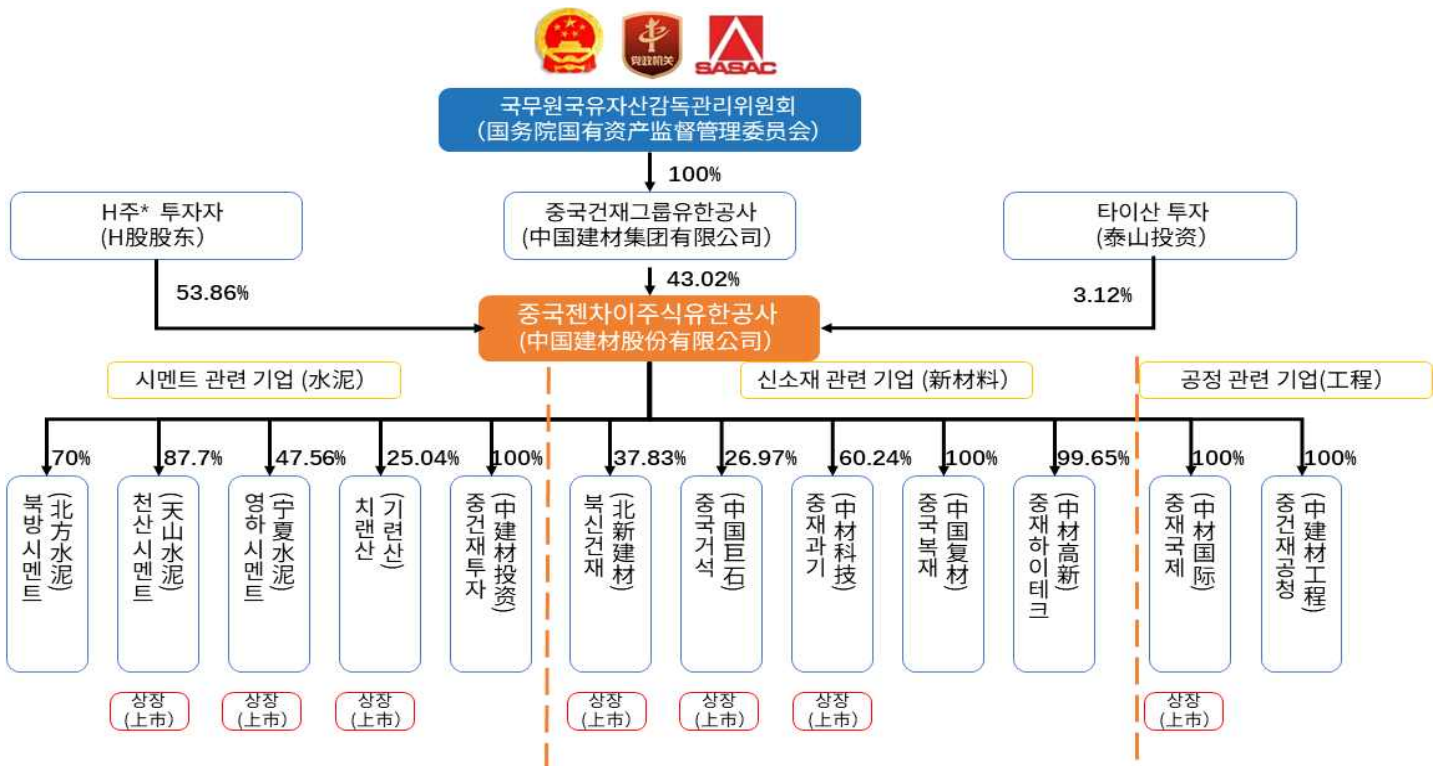 党政机关
SASAC
국무원국유자산감독관리위원회
(国务院国有资产监督管理委员会)
100%
H주* 투자자
(H股股东)
중국건재그룹유한공사
(中国建材集团有限公司)
타이산 투자
(泰山投资)
53.86%
43.02%
3.12%
중국젠차이주식유한공사
(中国建材股份有限公司)
시멘트 관련 기업 (水泥)
신소재 관련 기업 (新材料)
공정 관련 기업(工程)
70%
87.7%
47.56%
25.04%
100%
37.83%
26.97%
60.24%
100%
99.65%
100%
100%
북방시멘트
(北方水泥)
천산시멘트
(天山水泥)
영하시멘트
(宁夏水泥)
치랜산
(기련산)
중건재투자
(中建材投资)
북신건재
(北新建材)
중국거석
(中国巨石)
중재과기
(中材科技)
중국복재
(中国复材)
중재하이테크
(中材高新)
중재국제
(中材国际)
중건재공청
(中建材工程)
상장
(上市)
상장
(上市)
상장
(上市)
상장
(上市)
상장
(上市)
상장
(上市)
상장
(上市)